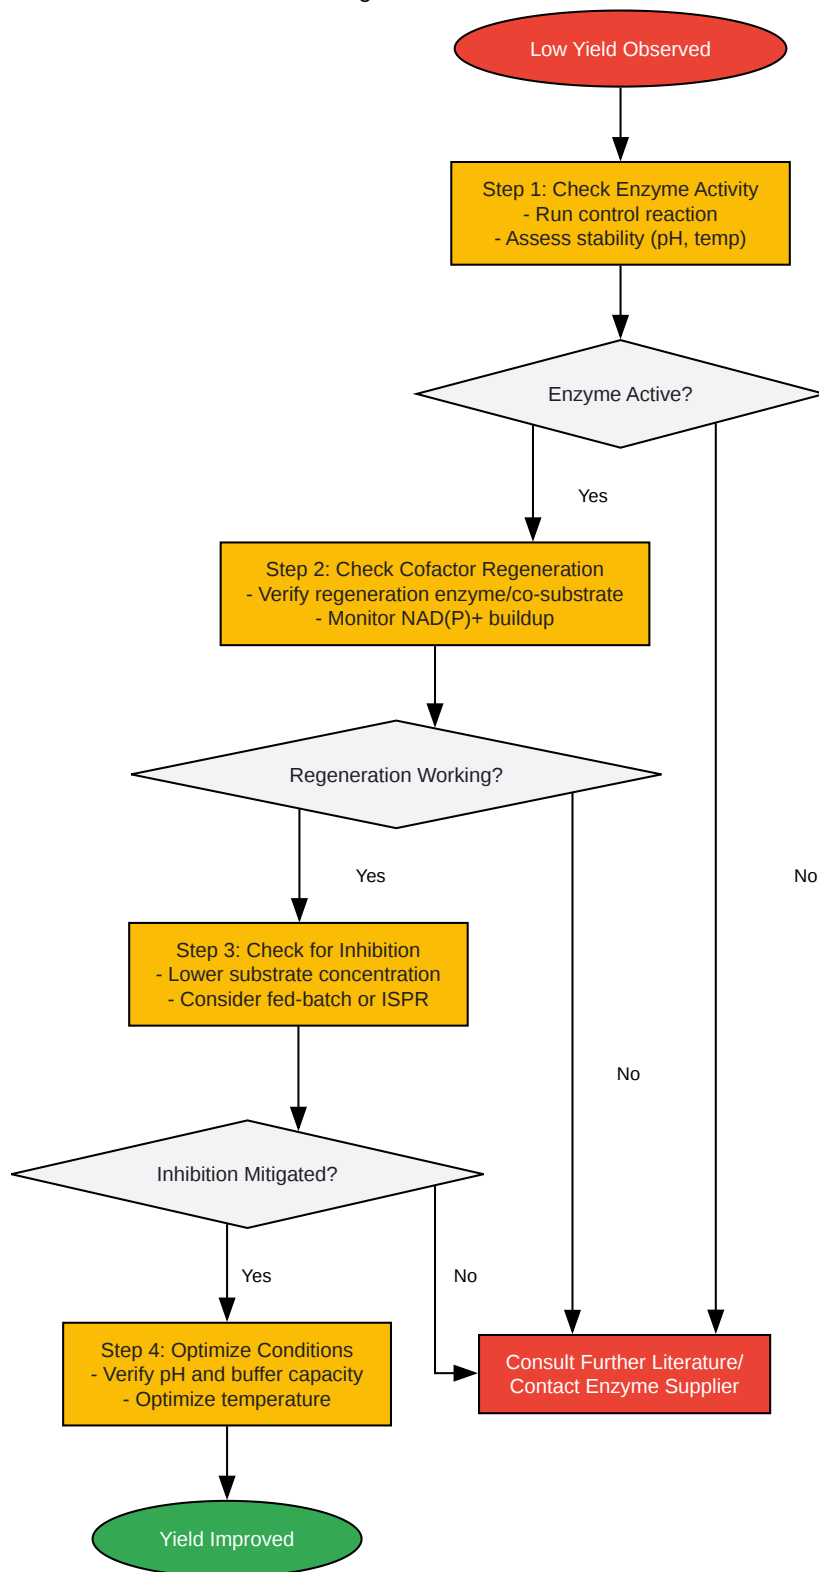 Low Yield Observed
Step 1: Check Enzyme Activity
- Run control reaction
- Assess stability (pH, temp)
Enzyme Active?
Yes
Step 2: Check Cofactor Regeneration
- Verify regeneration enzyme/co-substrate
- Monitor NAD(P)+ buildup
Regeneration Working?
Yes
No
Step 3: Check for Inhibition
- Lower substrate concentration
- Consider fed-batch or ISPR
No
Inhibition Mitigated?
Yes
No
Step 4: Optimize Conditions
- Verify pH and buffer capacity
- Optimize temperature
Consult Further Literature/
Contact Enzyme Supplier
Yield Improved